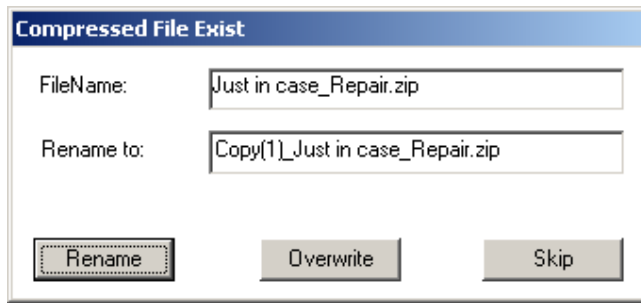 Compressed File Exist
FileName: Just in case_Repair.zip
Rename to: Copy(1)_Just in case_Repair.zip
Rename Overwrite Skip